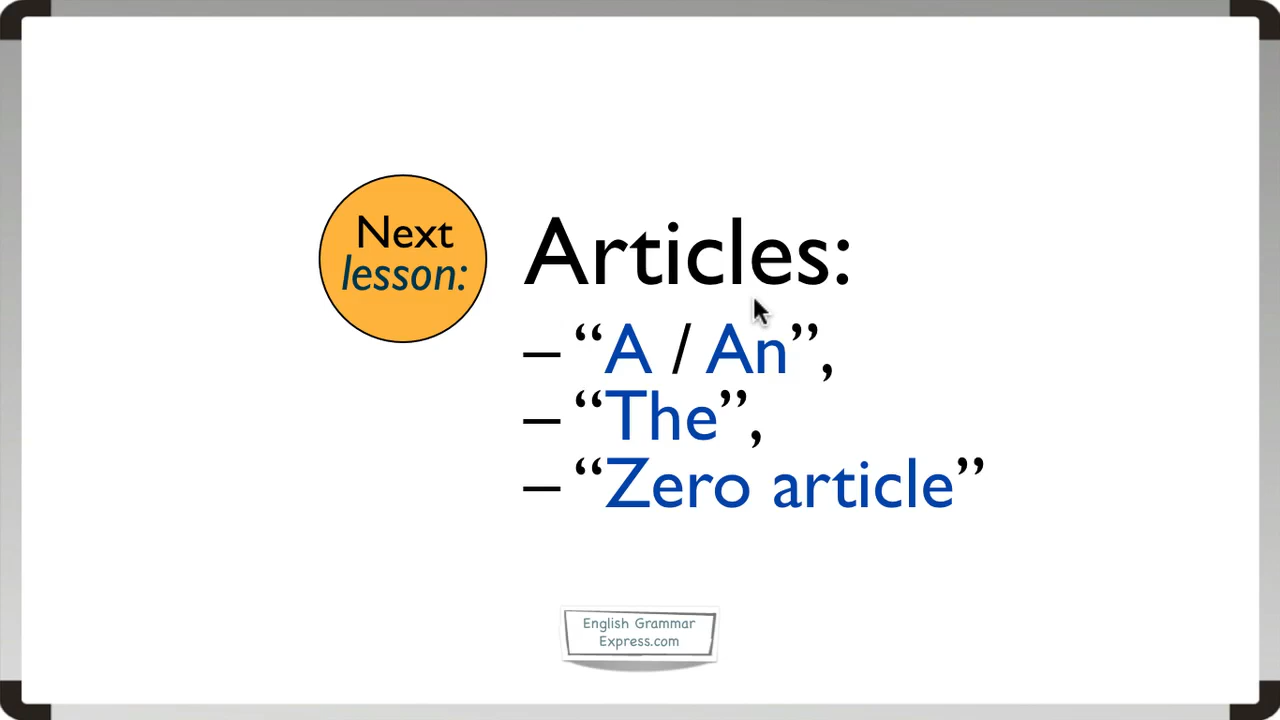 Next
lesson:
Articles:
– “A / An”,
– “The”,
– “Zero article”
English Grammar
Express.com